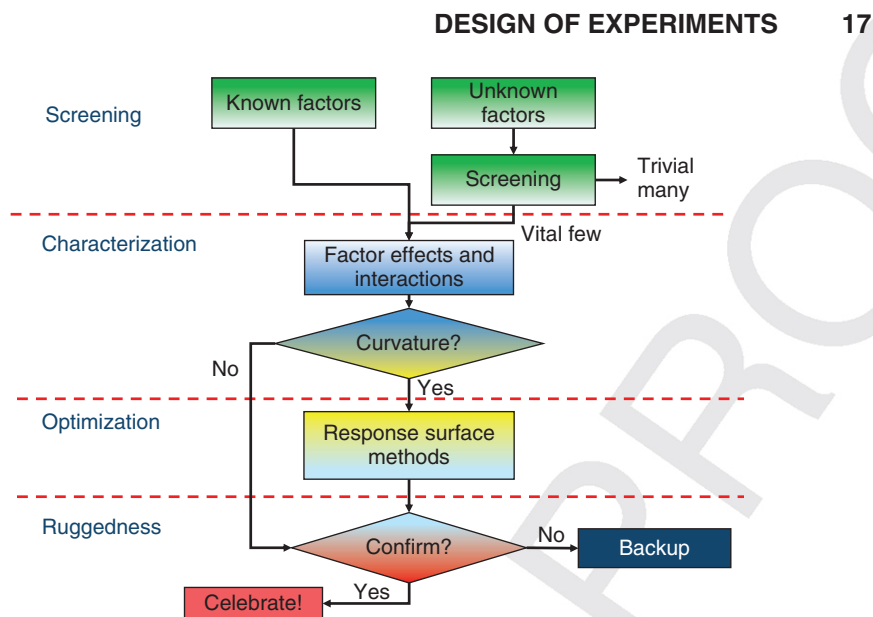 DESIGN OF EXPERIMENTS 17
Screening
Known factors
Unknown
factors
Screening
Trivial
many
Vital few
Characterization
Factor effects and
interactions
Curvature?
No
Yes
Optimization
Response surface
methods
Ruggedness
Confirm?
No
Backup
Yes
Celebrate!